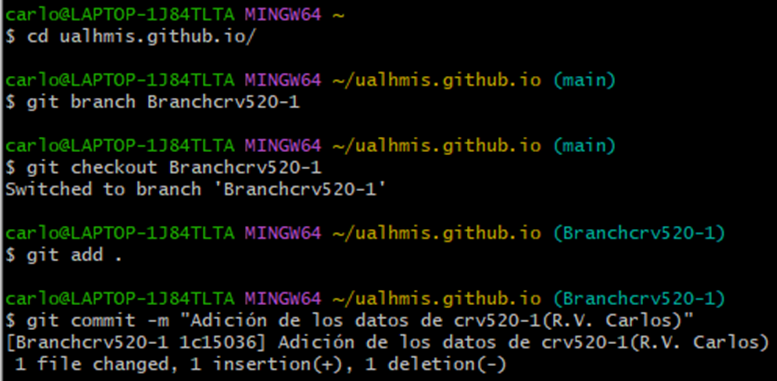 carlo@LAPTOP-1J84TLTA MINGW64 ~
$ cd ualhmis.github.io/
carlo@LAPTOP-1J84TLTA MINGW64 ~/ualhmis.github.io (main)
$ git branch Branchcrv520-1
carlo@LAPTOP-1J84TLTA MINGW64 ~/ualhmis.github.io (main)
$ git checkout Branchcrv520-1
Switched to branch 'Branchcrv520-1'
carlo@LAPTOP-1J84TLTA MINGW64 ~/ualhmis.github.io (Branchcrv520-1)
$ git add .
carlo@LAPTOP-1J84TLTA MINGW64 ~/ualhmis.github.io (Branchcrv520-1)
$ git commit -m "Adición de los datos de crv520-1(R.V. Carlos)"
[Branchcrv520-1 1c15036] Adición de los datos de crv520-1(R.V. Carlos)
1 file changed, 1 insertion(+), 1 deletion(-)